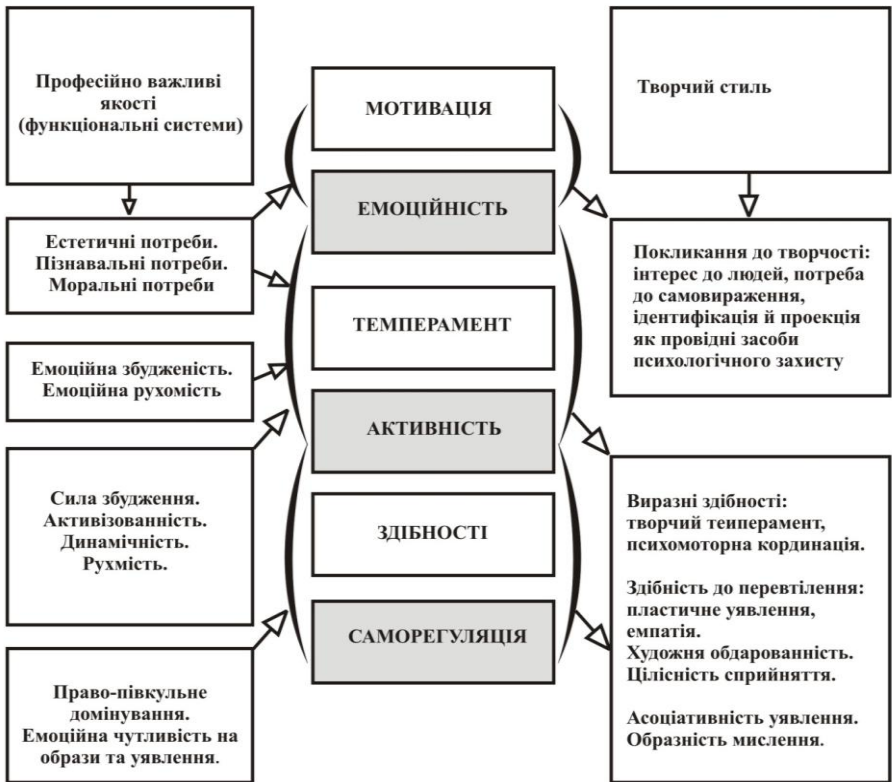 Професійно важливі
якості
(функціональні системи)
Естетичні потреби.
Пізнавальні потреби.
Моральні потреби
Емоційна збудженість.
Емоційна рухомість
Сила збудження.
Активізованність.
Динамічність.
Рухмість.
Право-півкульне
домінування.
Емоційна чутливість на
образи та уявлення.
МОТИВАЦІЯ
ЕМОЦІЙНІСТЬ
ТЕМПЕРАМЕНТ
АКТИВНІСТЬ
ЗДІБНОСТІ
САМОРЕГУЛЯЦІЯ
Творчий стиль
Покликання до творчості:
інтерес до людей, потреба
до самовираження,
ідентифікація й проекція
як провідні засоби
психологічного захисту
Виразні здібності:
творчий теиперамент,
психомоторна кординація.
Здібність до перевтілення:
пластичне уявлення,
емпатія.
Художня обдарованність.
Цілісність сприйняття.
Асоціативність уявлення.
Образність мислення.